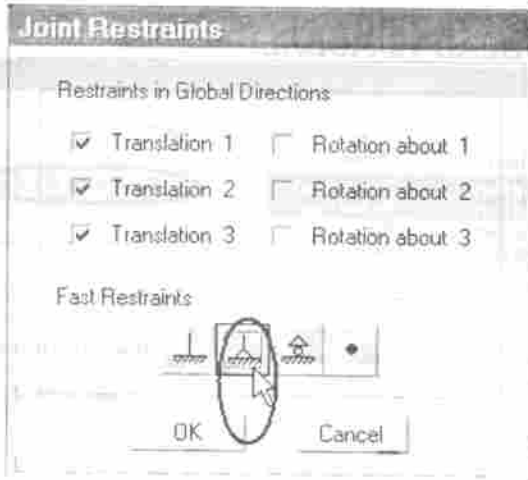 Joint Restraints
Restraints in Global Directions
Translation 1 Rotation about 1
Translation 2 Rotation about 2
Translation 3 Rotation about 3
Fast Restraints
OK Cancel